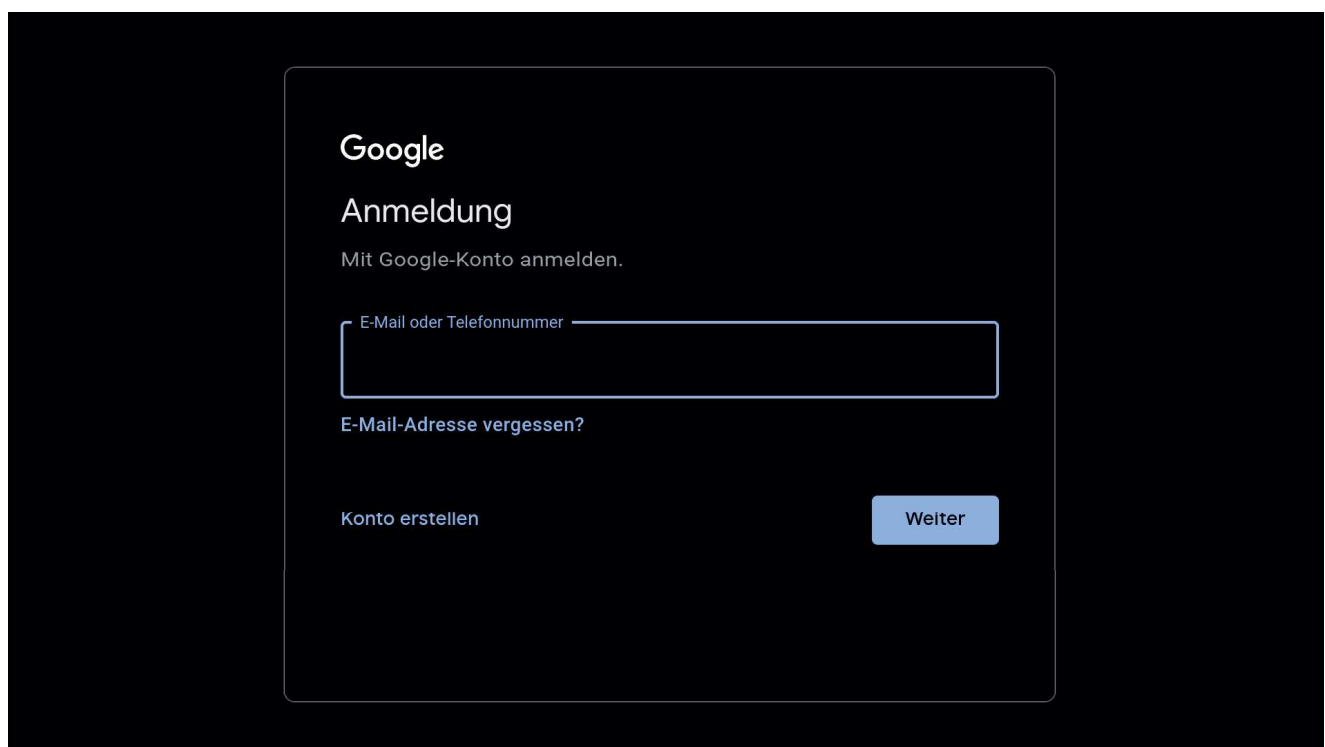 Google
Anmeldung
Mit Google-Konto anmelden.
E-Mail oder Telefonnummer
E-Mail-Adresse vergessen?
Konto erstellen
Weiter